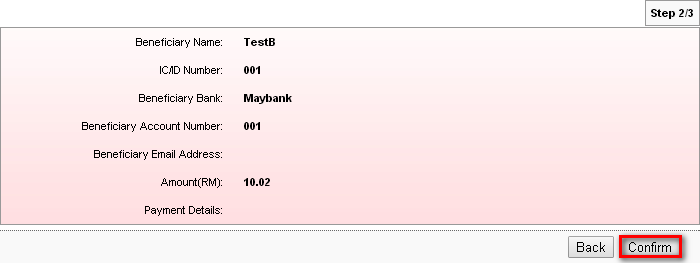 Step 2/3
Beneficiary Name: TestB
IC/ID Number: 001
Beneficiary Bank: Maybank
Beneficiary Account Number: 001
Beneficiary Email Address:
Amount(RM): 10.02
Payment Details:
Back Confirm